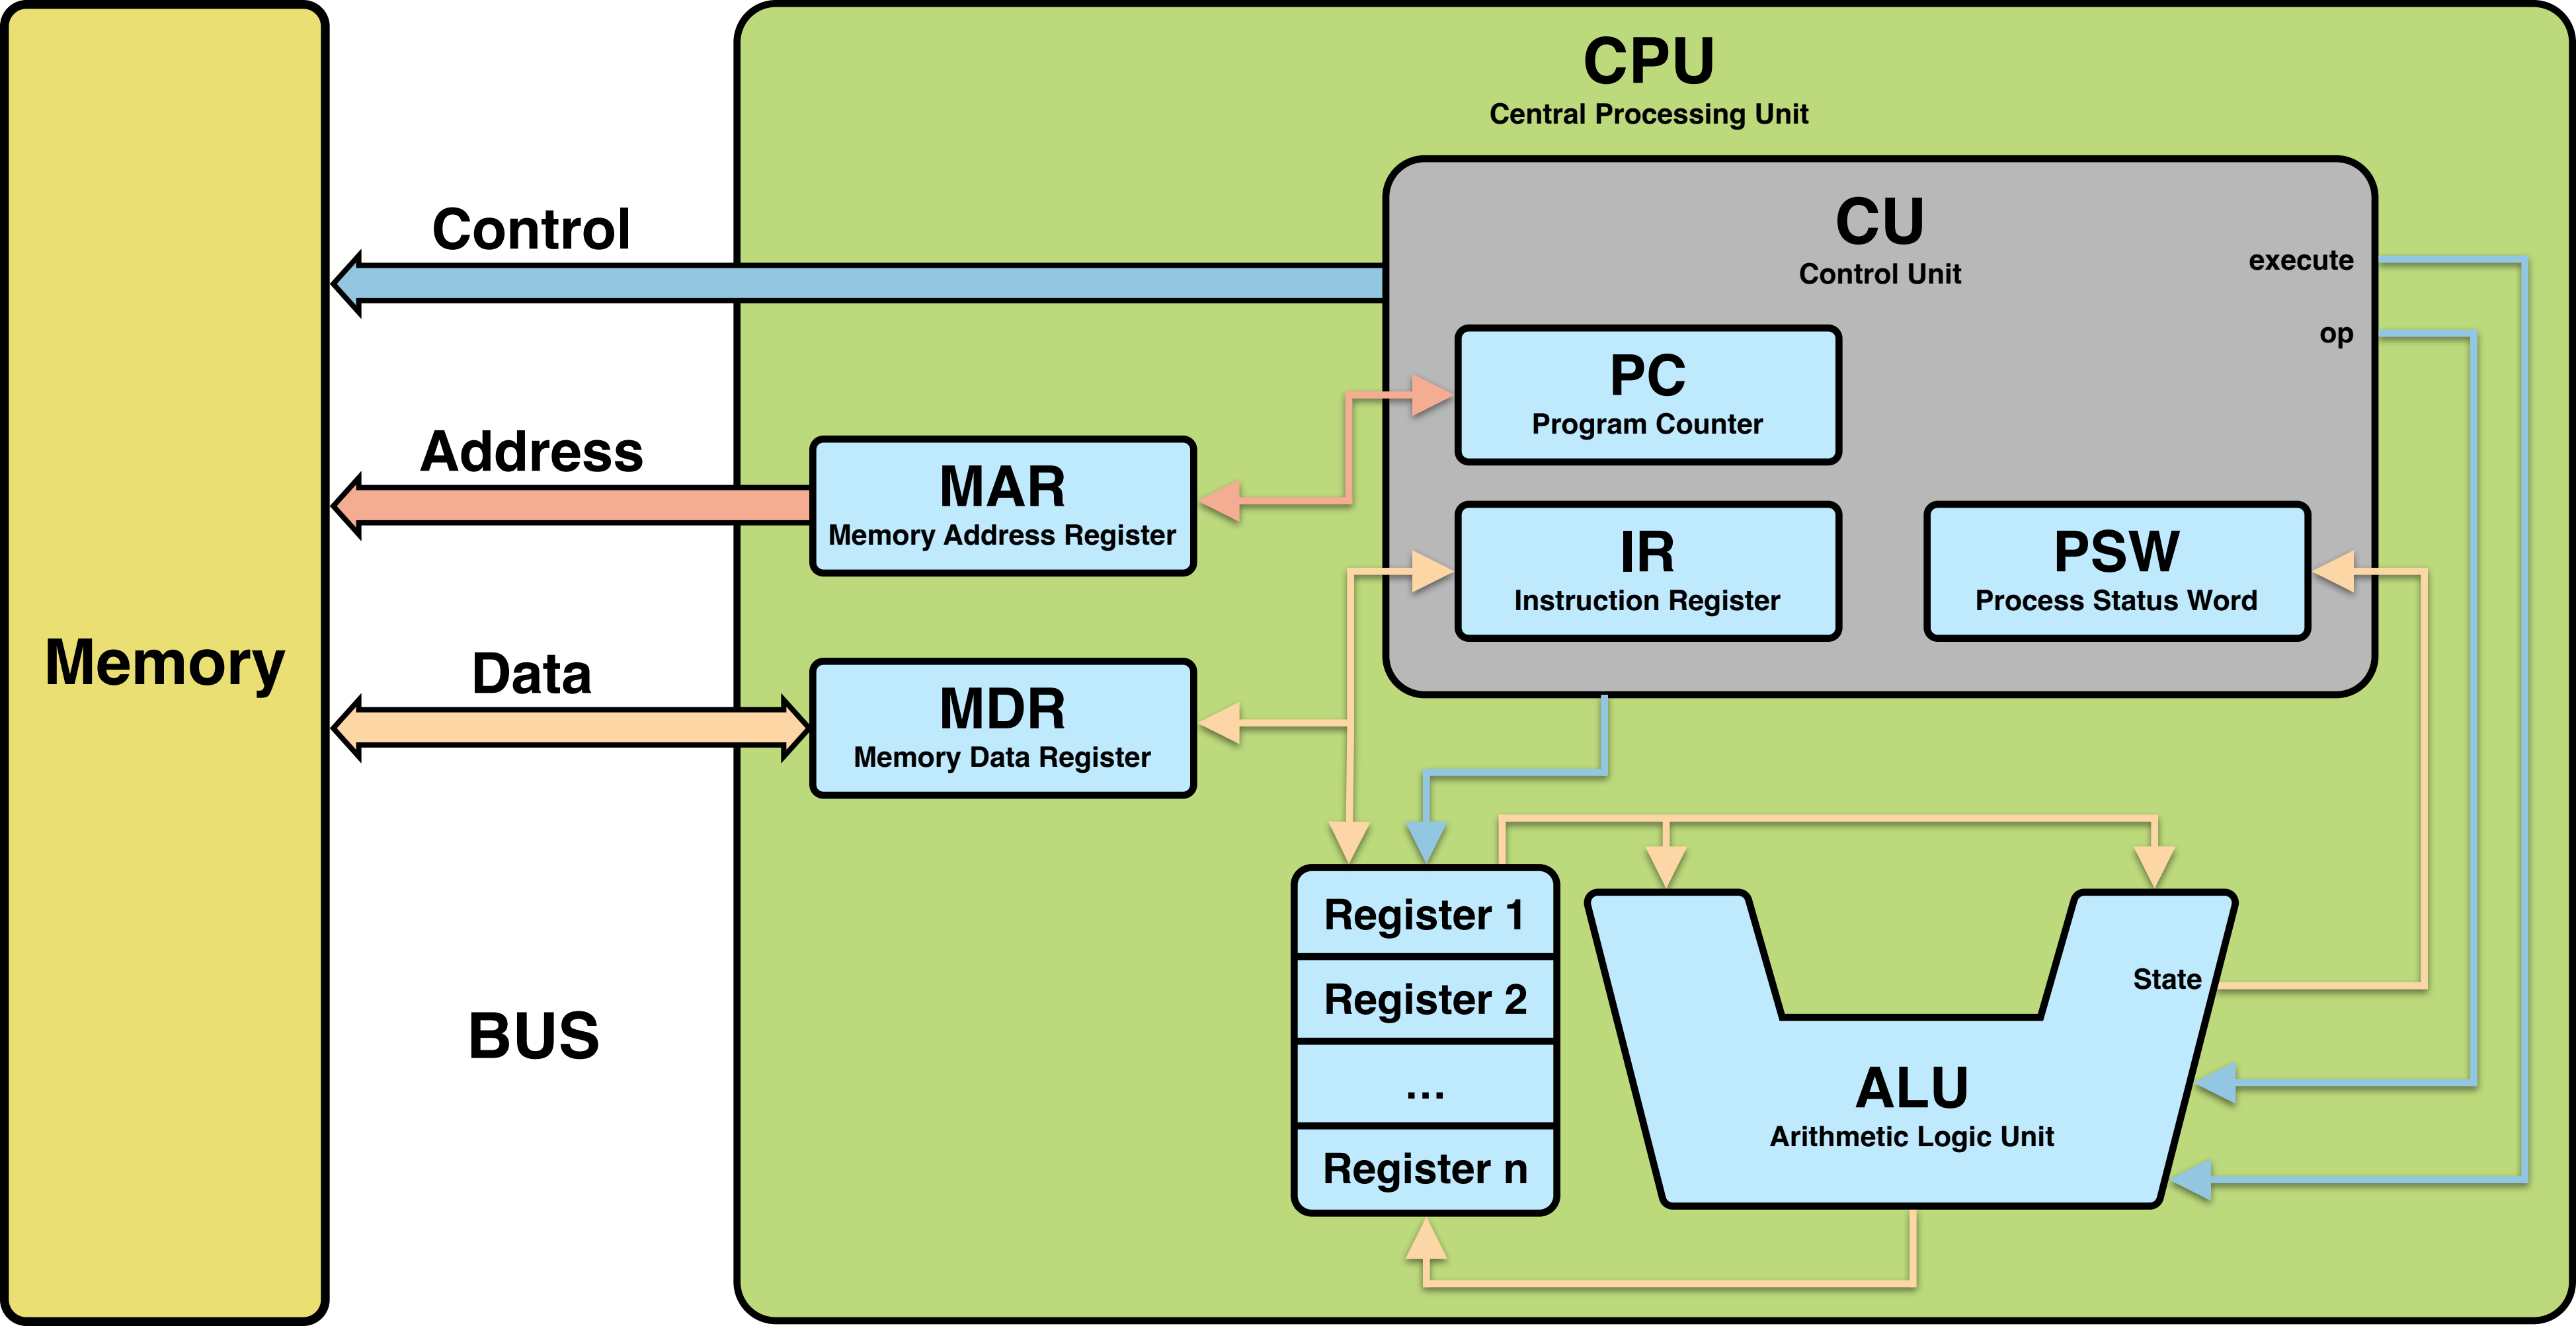 CPU
Central Processing Unit
CU
Control Unit
execute
op
Control
PC
Program Counter
Address
MAR
Memory Address Register
IR
Instruction Register
PSW
Process Status Word
Memory
Data
MDR
Memory Data Register
BUS
Register 1
Register 2
...
Register n
State
ALU
Arithmetic Logic Unit